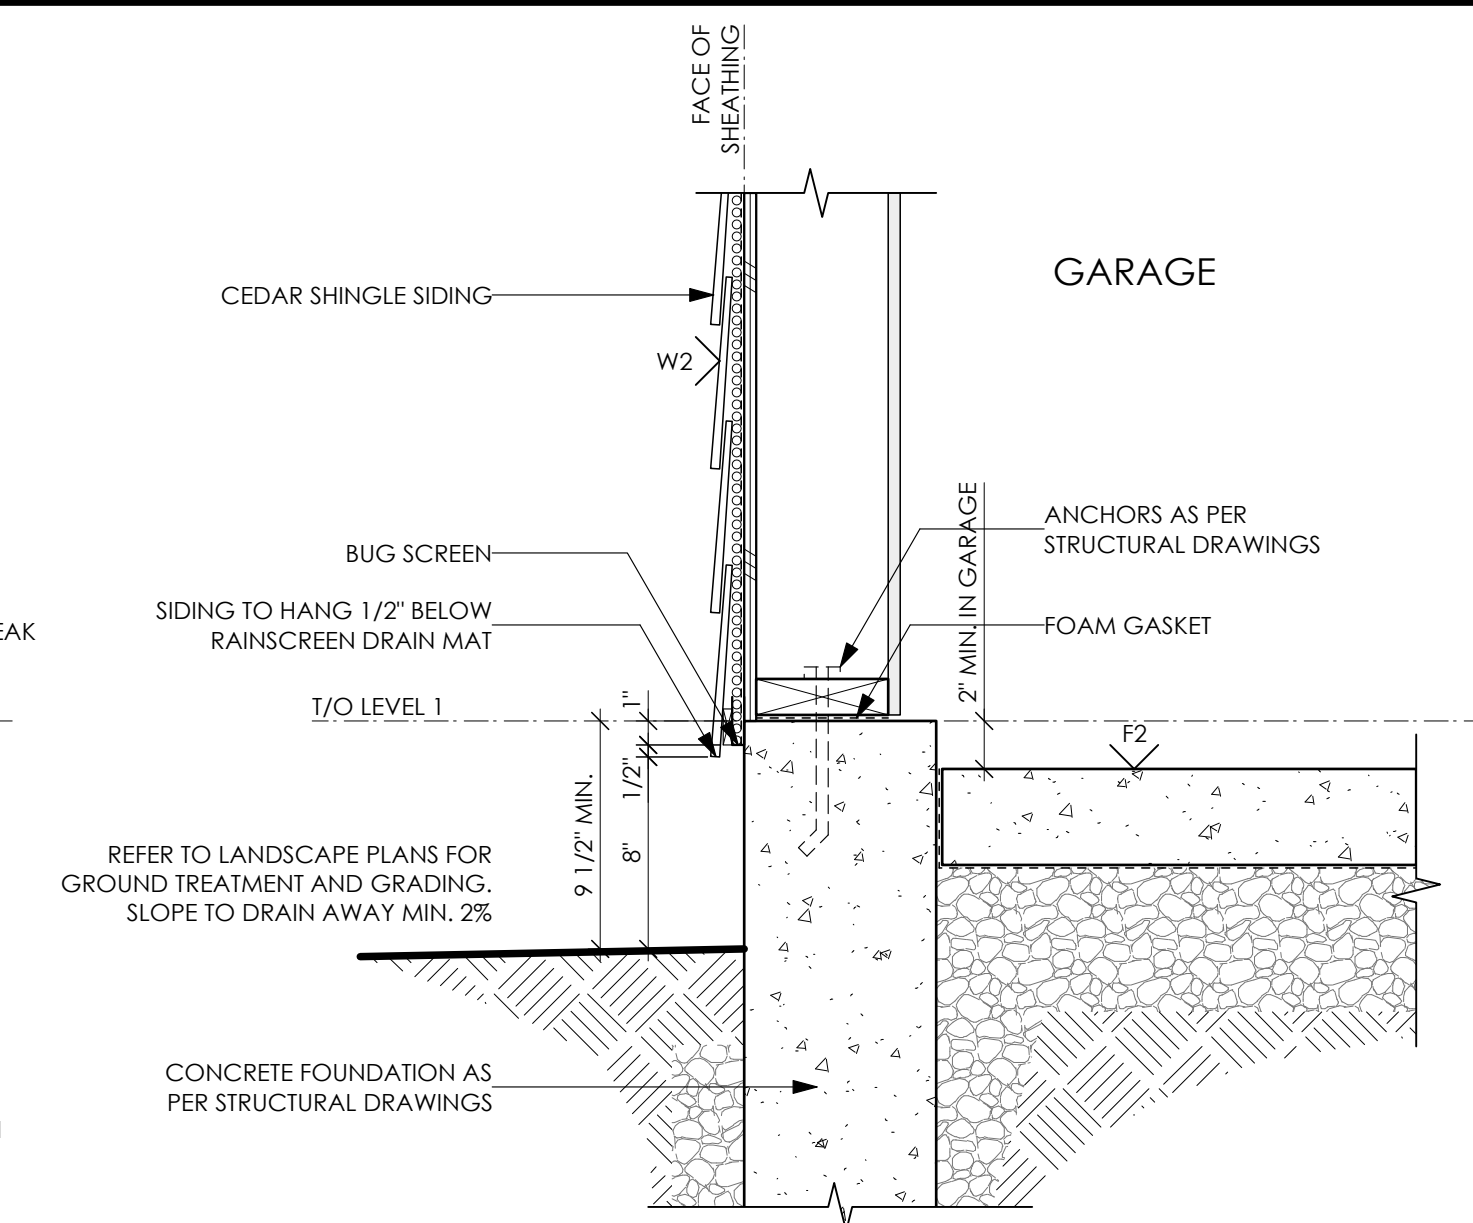 FACE OF
SHEATHING
GARAGE
CEDAR SHINGLE SIDING
W2
ANCHORS AS PER
STRUCTURAL DRAWINGS
BUG SCREEN
SIDING TO HANG 1/2" BELOW
RAINSCREEN DRAIN MAT
EAK
FOAM GASKET
2" MIN. IN GARAGE
T/O LEVEL 1
1"
F2
1/2"
9 1/2" MIN.
8"
REFER TO LANDSCAPE PLANS FOR
GROUND TREATMENT AND GRADING.
SLOPE TO DRAIN AWAY MIN. 2%
CONCRETE FOUNDATION AS
PER STRUCTURAL DRAWINGS